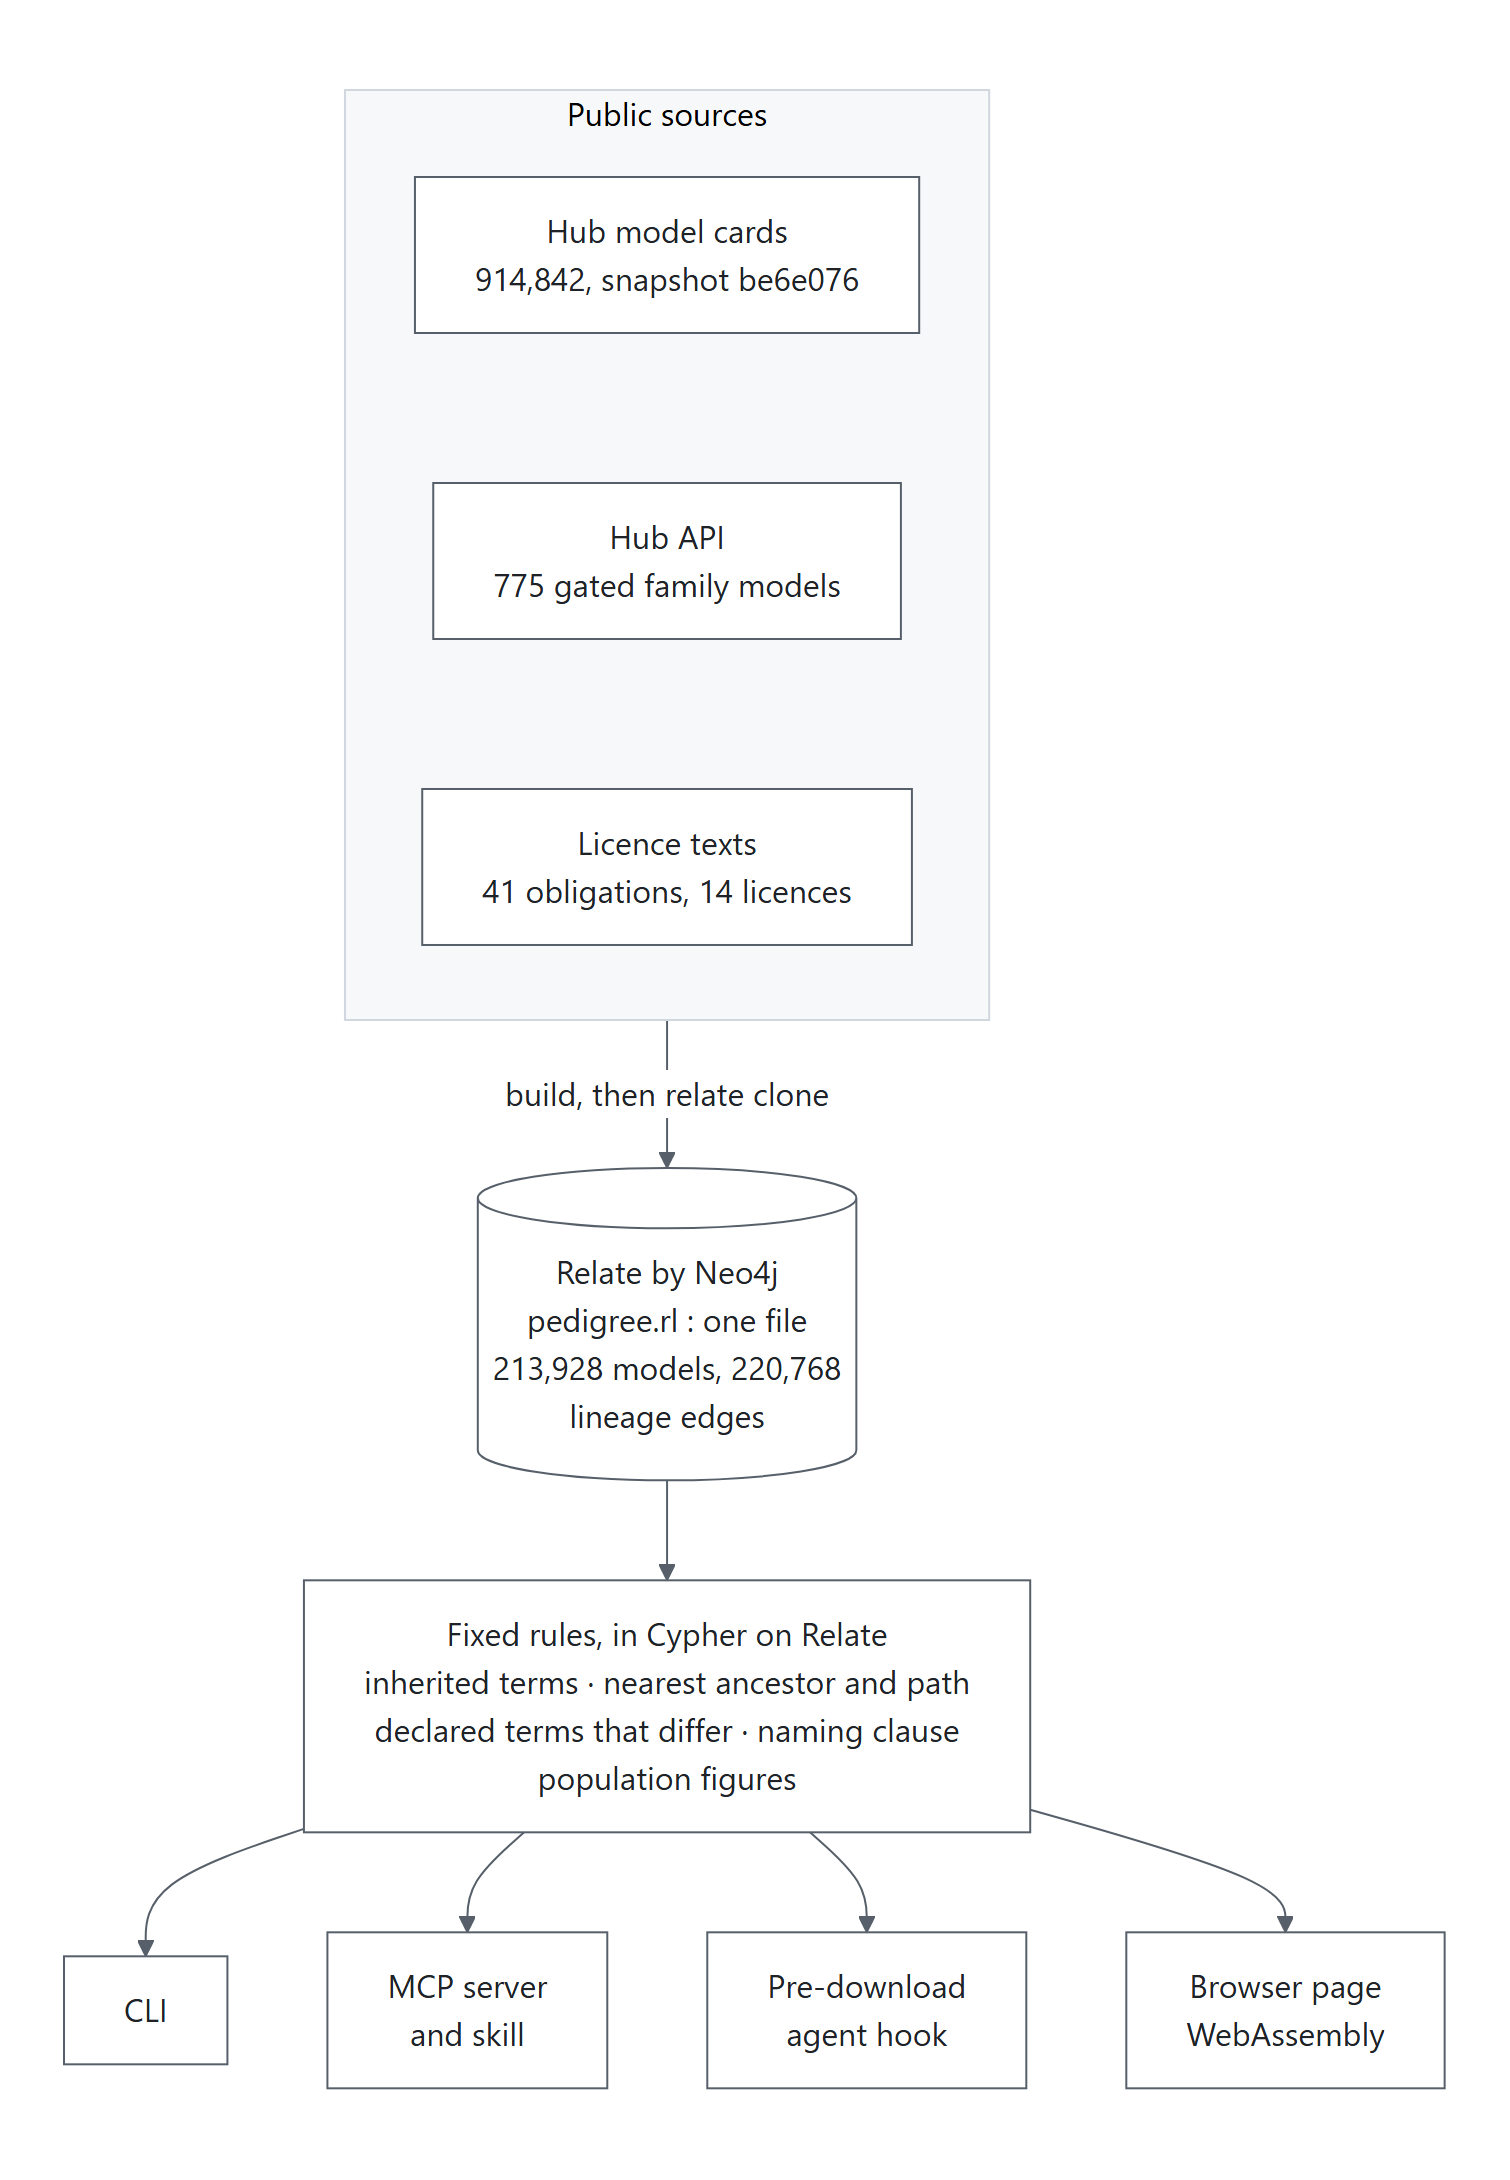 Public sources
Hub model cards
914,842, snapshot be6e076
Hub API
775 gated family models
Licence texts
41 obligations, 14 licences
build, then relate clone
Relate by Neo4j
pedigree.rl : one file
213,928 models, 220,768
lineage edges
Fixed rules, in Cypher on Relate
inherited terms · nearest ancestor and path
declared terms that differ · naming clause
population figures
CLI
MCP server
and skill
Pre-download
agent hook
Browser page
WebAssembly